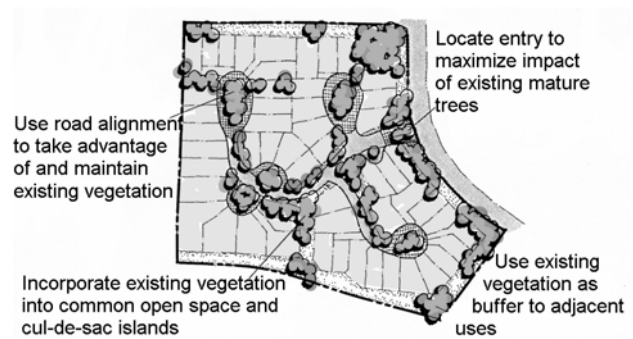 Locate entry to
maximize impact
of existing mature
trees
Use road alignment
to take advantage
of and maintain
existing vegetation
Incorporate existing vegetation
into common open space and
cul-de-sac islands
Use existing
vegetation as
buffer to adjacent
uses